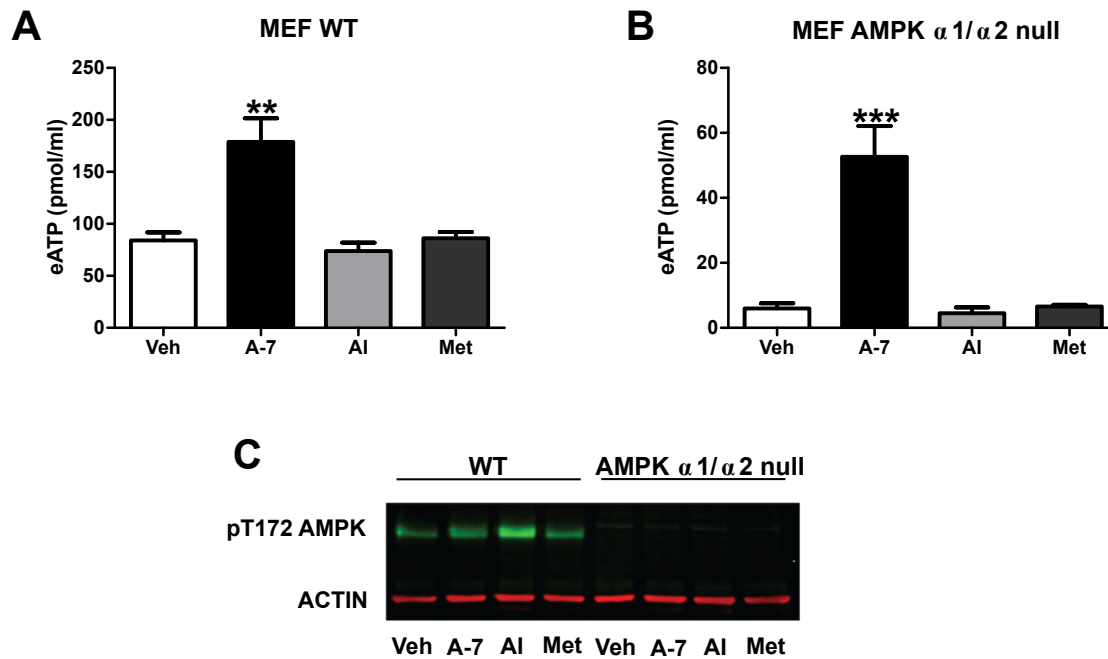 A
MEF WT
eATP (pmol/ml)
250
200
150
100
50
0
**
Veh A-7 AI Met
B
MEF AMPK α1/α2 null
eATP (pmol/ml)
80
60
40
20
0
***
Veh A-7 AI Met
C
WT AMPK α1/α2 null
pT172 AMPK
ACTIN
Veh A-7 AI Met Veh A-7 AI Met